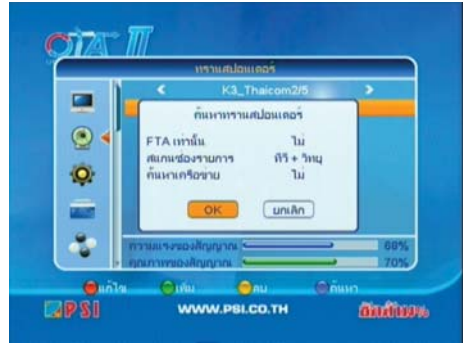 OTA II
ทรานสปอนเดอร์
K3_Thaicom2/5
ค้นหาทรานสปอนเดอร์
FTA เท่านั้น ไม่
สแกนช่องรายการ ทีวี + วิทยุ
ค้นหาเครือข่าย ไม่
OK ยกเลิก
ความแรงของสัญญาณ 68%
คุณภาพของสัญญาณ 70%
แก้ไข เพิ่ม ลบ ค้นหา
PSI WWW.PSI.CO.TH